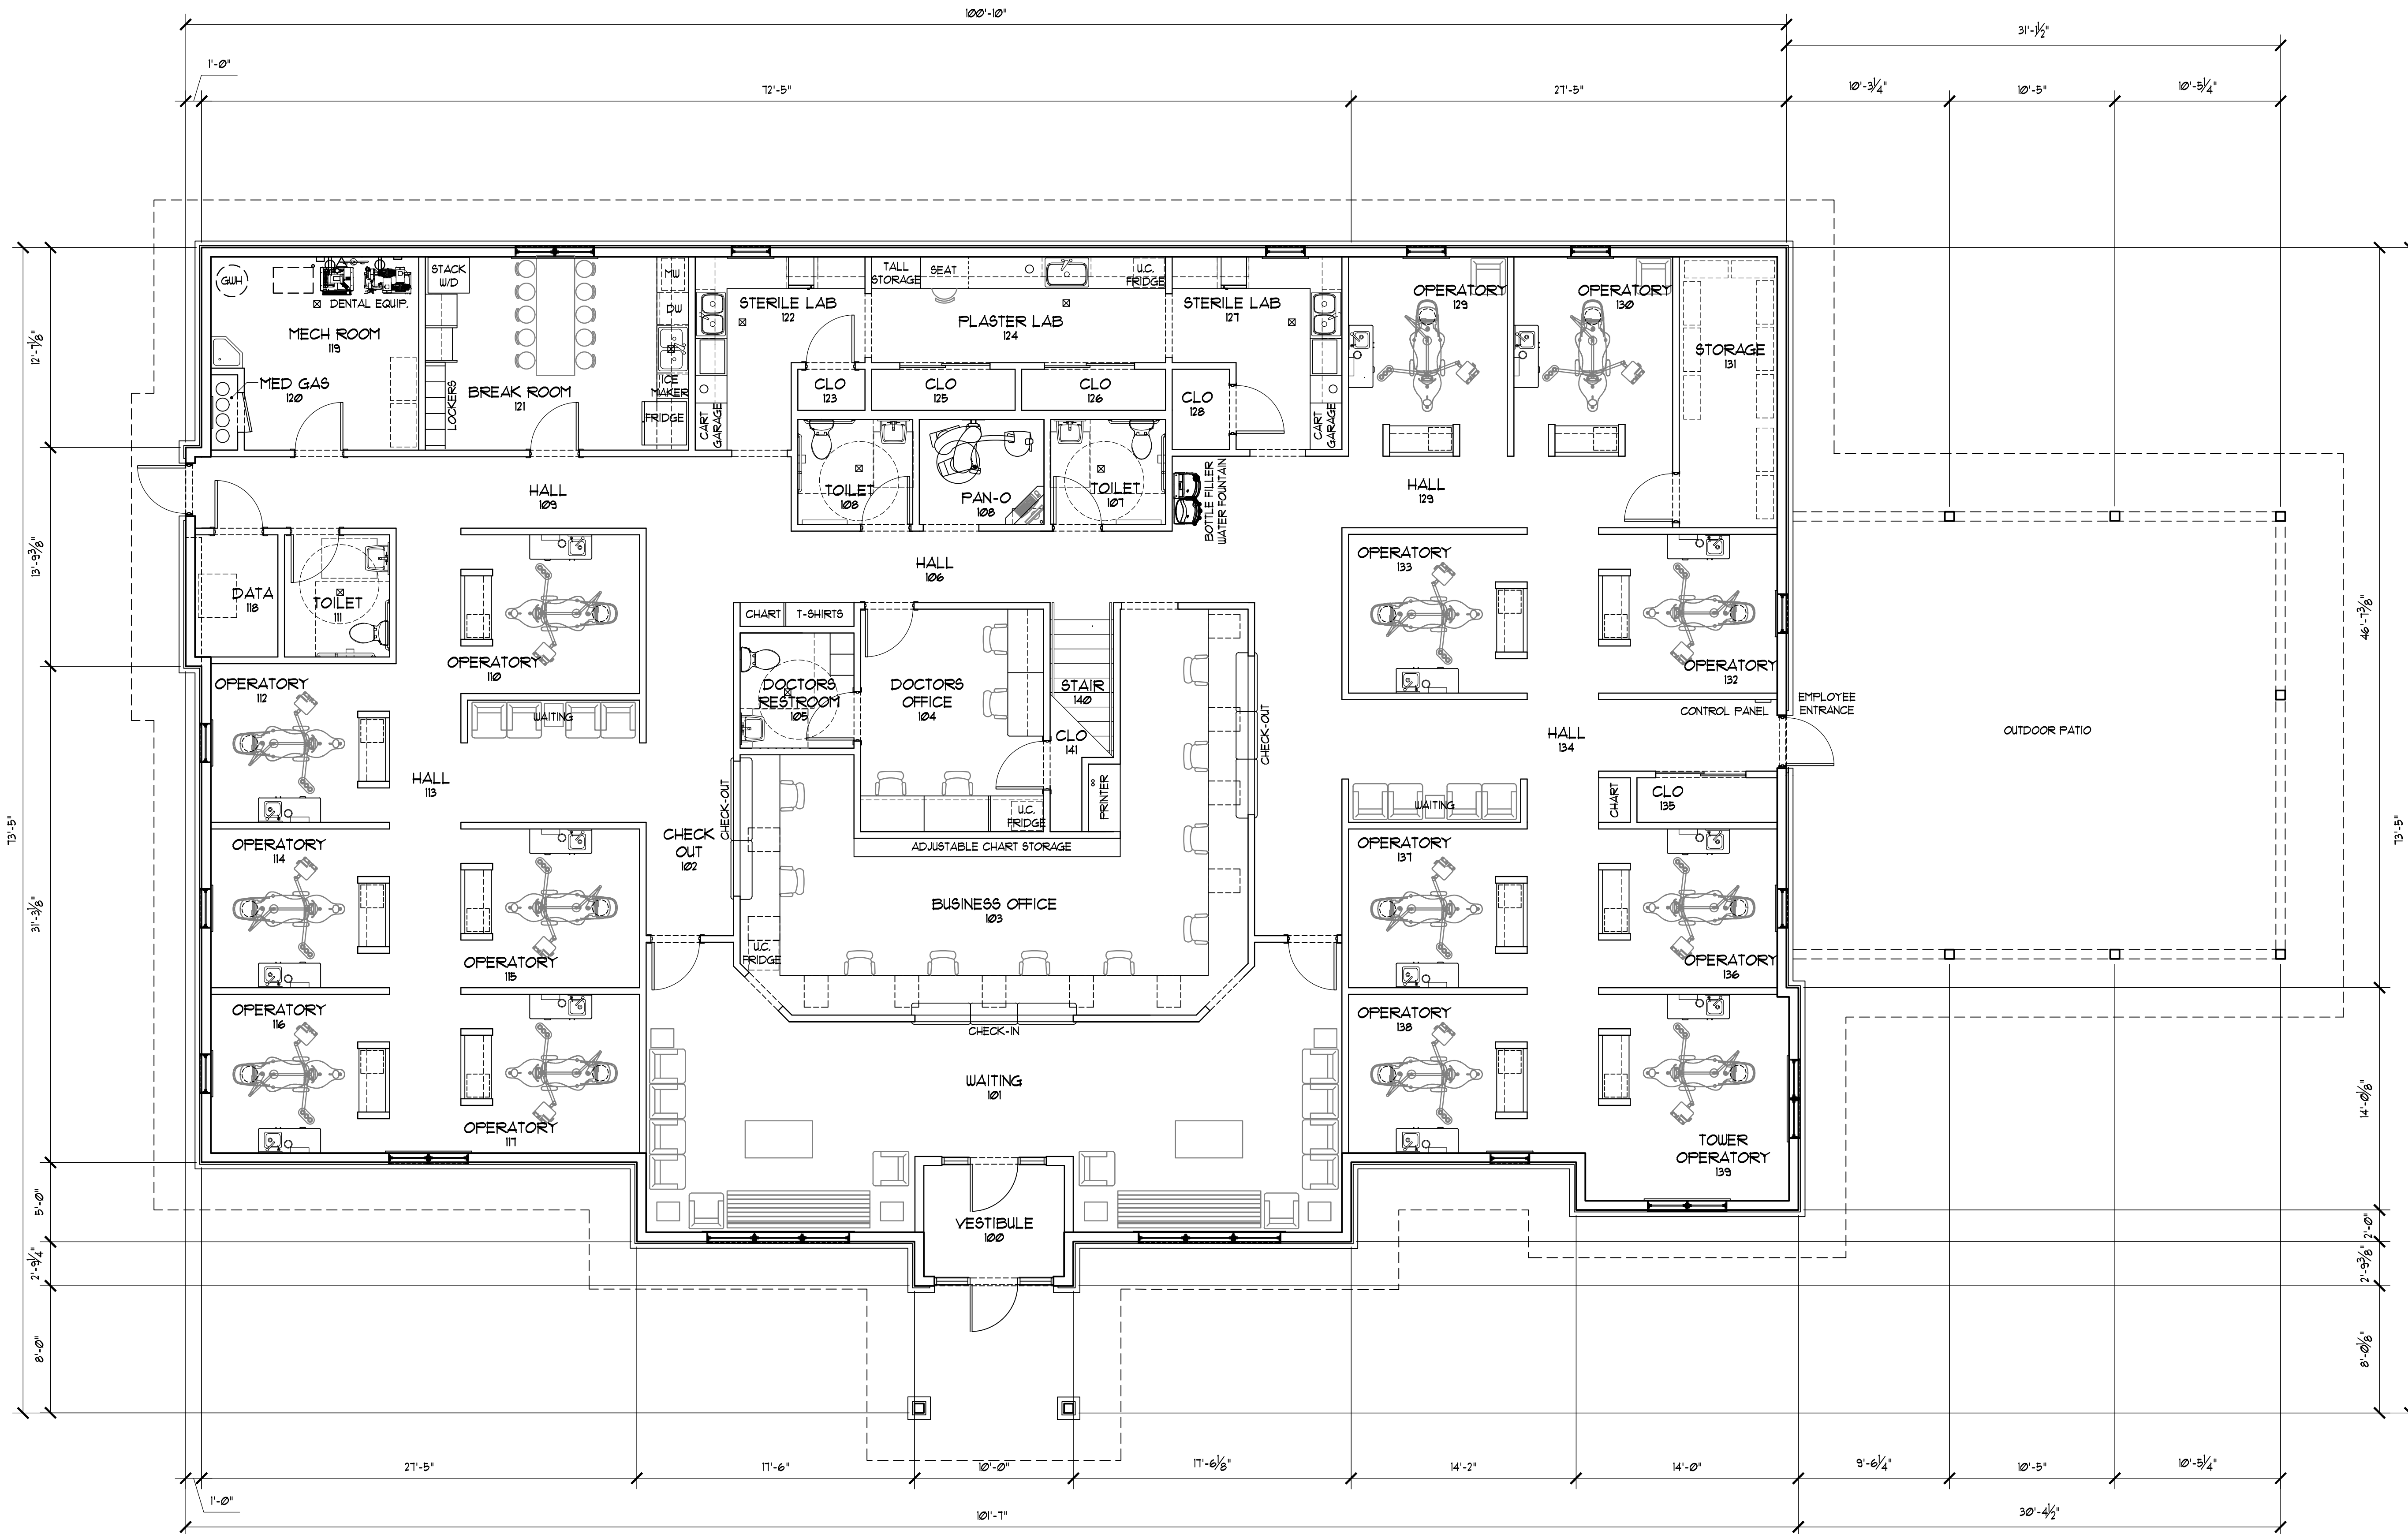 100'-10"
31'-1½"
1'-0"
72'-5"
27'-5"
10'-3¼"
10'-5"
10'-5¼"
GWH
DENTAL EQUIP.
MECH ROOM
119
MED GAS
120
STACK
W/D
LOCKERS
BREAK ROOM
121
MW
DW
ICE
MAKER
FRIDGE
STERILE LAB
122
CART
GARAGE
TALL
STORAGE
SEAT
U.C.
FRIDGE
PLASTER LAB
124
STERILE LAB
127
CART
GARAGE
CLO
123
CLO
125
CLO
126
CLO
128
OPERATORY
129
OPERATORY
130
STORAGE
131
12'-7⅛"
13'-9⅜"
31'-3⅜"
73'-5"
5'-0"
2'-9¼"
8'-0"
HALL
109
TOILET
108
PAN-O
108
TOILET
107
BOTTLE FILLER
WATER FOUNTAIN
HALL
129
HALL
106
DATA
118
TOILET
111
OPERATORY
110
OPERATORY
133
OPERATORY
132
CHART
T-SHIRTS
DOCTORS
RESTROOM
105
DOCTORS
OFFICE
104
STAIR
140
CLO
141
PRINTER
U.C.
FRIDGE
ADJUSTABLE CHART STORAGE
CHECK-OUT
CHECK-OUT
OPERATORY
112
WAITING
HALL
113
CONTROL PANEL
EMPLOYEE
ENTRANCE
HALL
134
OUTDOOR PATIO
WAITING
CHART
CLO
135
CHECK
OUT
102
OPERATORY
114
OPERATORY
115
BUSINESS OFFICE
103
U.C.
FRIDGE
OPERATORY
137
OPERATORY
136
OPERATORY
116
OPERATORY
117
CHECK-IN
WAITING
101
OPERATORY
138
TOWER
OPERATORY
139
VESTIBULE
100
46'-7⅜"
73'-5"
14'-0⅛"
2'-0"
2'-9⅜"
8'-0⅛"
27'-5"
17'-6"
10'-0"
17'-6⅛"
14'-2"
14'-0"
9'-6¼"
10'-5"
10'-5¼"
1'-0"
101'-7"
30'-4½"